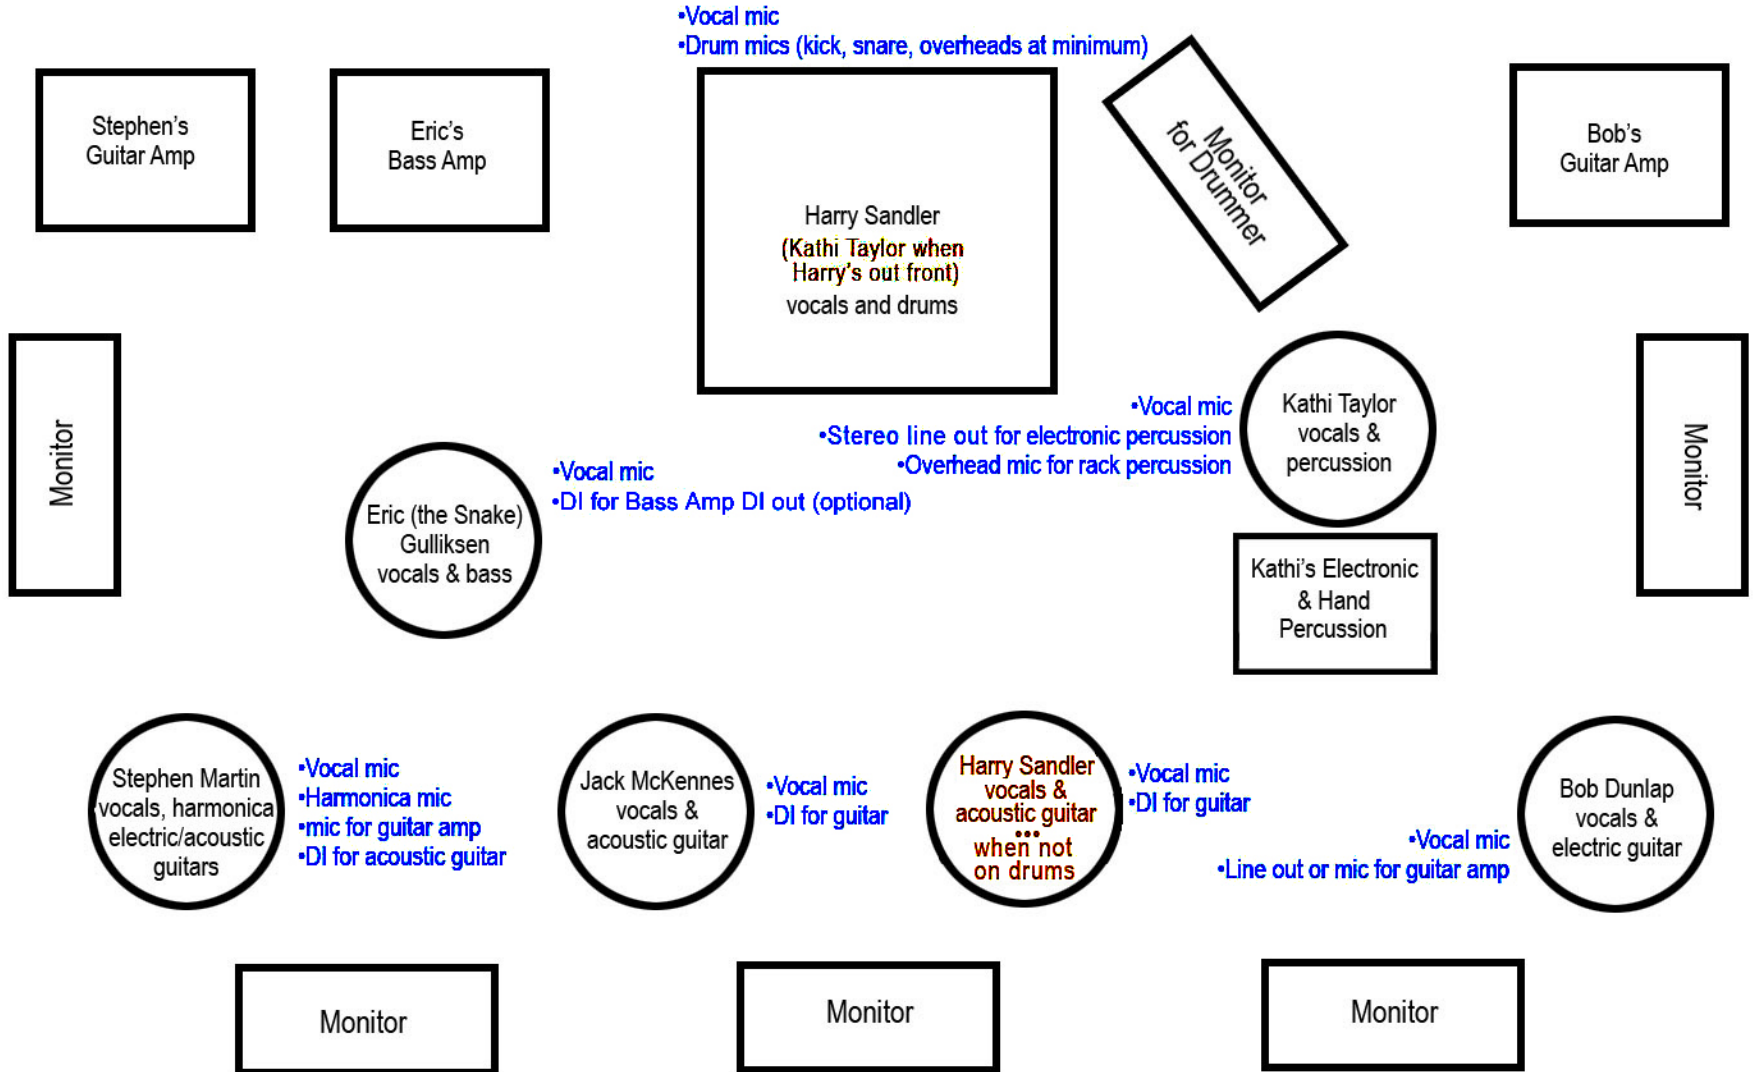 •Vocal mic
•Drum mics (kick, snare, overheads at minimum)
Stephen's
Guitar Amp
Eric's
Bass Amp
Harry Sandler
(Kathi Taylor when
Harry's out front)
vocals and drums
Monitor
for Drummer
Bob's
Guitar Amp
Monitor
Eric (the Snake)
Gulliksen
vocals & bass
•Vocal mic
•DI for Bass Amp DI out (optional)
•Vocal mic
•Stereo line out for electronic percussion
•Overhead mic for rack percussion
Kathi Taylor
vocals &
percussion
Kathi's Electronic
& Hand
Percussion
Monitor
Stephen Martin
vocals, harmonica
electric/acoustic
guitars
•Vocal mic
•Harmonica mic
•mic for guitar amp
•DI for acoustic guitar
Jack McKennes
vocals &
acoustic guitar
•Vocal mic
•DI for guitar
Harry Sandler
vocals &
acoustic guitar
•••
when not
on drums
•Vocal mic
•DI for guitar
•Vocal mic
•Line out or mic for guitar amp
Bob Dunlap
vocals &
electric guitar
Monitor
Monitor
Monitor